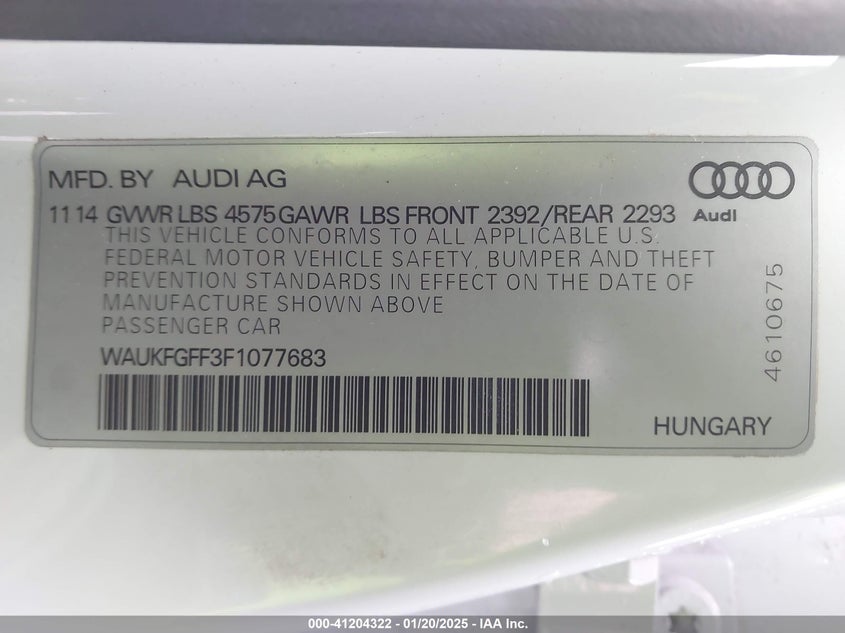 MFD. BY AUDI AG
11 14 GVWR LBS 4575 GAWR LBS FRONT 2392/REAR 2293
Audi
THIS VEHICLE CONFORMS TO ALL APPLICABLE U.S.
FEDERAL MOTOR VEHICLE SAFETY, BUMPER AND THEFT
PREVENTION STANDARDS IN EFFECT ON THE DATE OF
MANUFACTURE SHOWN ABOVE
PASSENGER CAR
4610675
WAUKFGFF3F1077683
HUNGARY
000-41204322 - 01/20/2025 - IAA Inc.